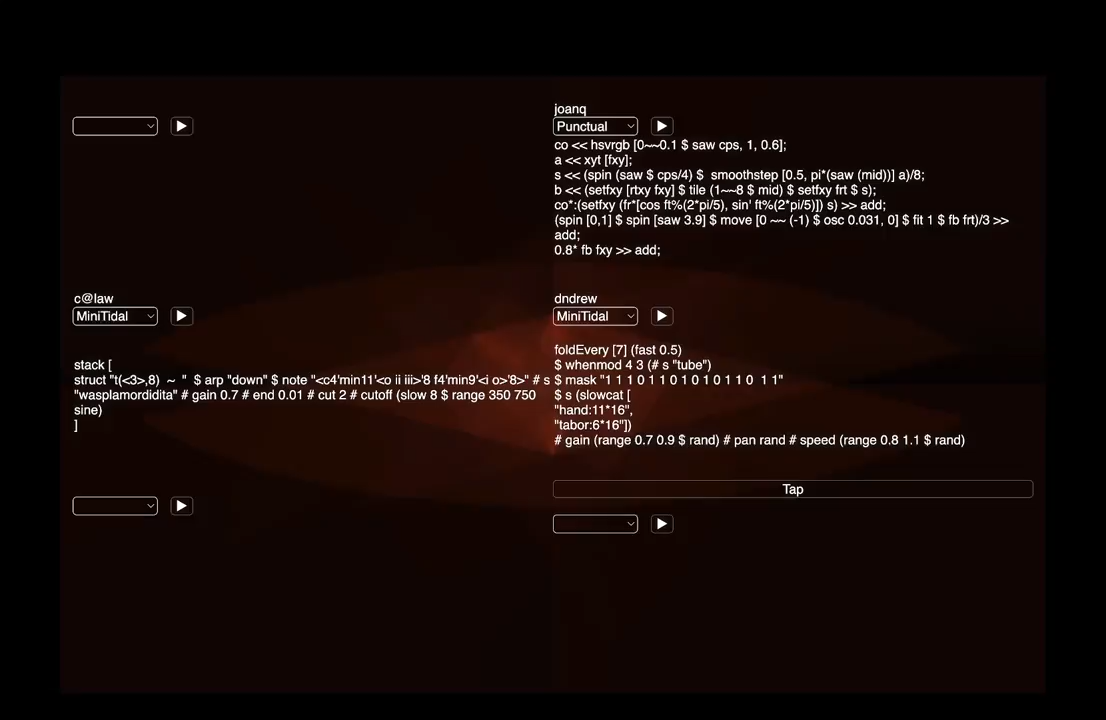 joanq
Punctual
co << hsvrgb [0~~0.1 $ saw cps, 1, 0.6];
a << xyt [fxy];
s << (spin (saw $ cps/4) $  smoothstep [0.5, pi*(saw (mid))] a)/8;
b << (setfxy [rtxy fxy] $ tile (1~~8 $ mid) $ setfxy frt $ s);
co*:(setfxy (fr*[cos ft%(2*pi/5), sin' ft%(2*pi/5)]) s) >> add;
(spin [0,1] $ spin [saw 3.9] $ move [0 ~~ (-1) $ osc 0.031, 0] $ fit 1 $ fb frt)/3 >>
add;
0.8* fb fxy >> add;
c@law
MiniTidal
stack [
struct "t(<3>,8)  ~  "  $ arp "down" $ note "<c4'min11'<o ii iii>'8 f4'min9'<i o>'8>" # s
"wasplamordidita" # gain 0.7 # end 0.01 # cut 2 # cutoff (slow 8 $ range 350 750
sine)
]
dndrew
MiniTidal
foldEvery [7] (fast 0.5)
$ whenmod 4 3 (# s "tube")
$ mask "1 1 1 0 1 1 0 1 0 1 0 1 1 0  1 1"
$ s (slowcat [
"hand:11*16",
"tabor:6*16"])
# gain (range 0.7 0.9 $ rand) # pan rand # speed (range 0.8 1.1 $ rand)
Tap